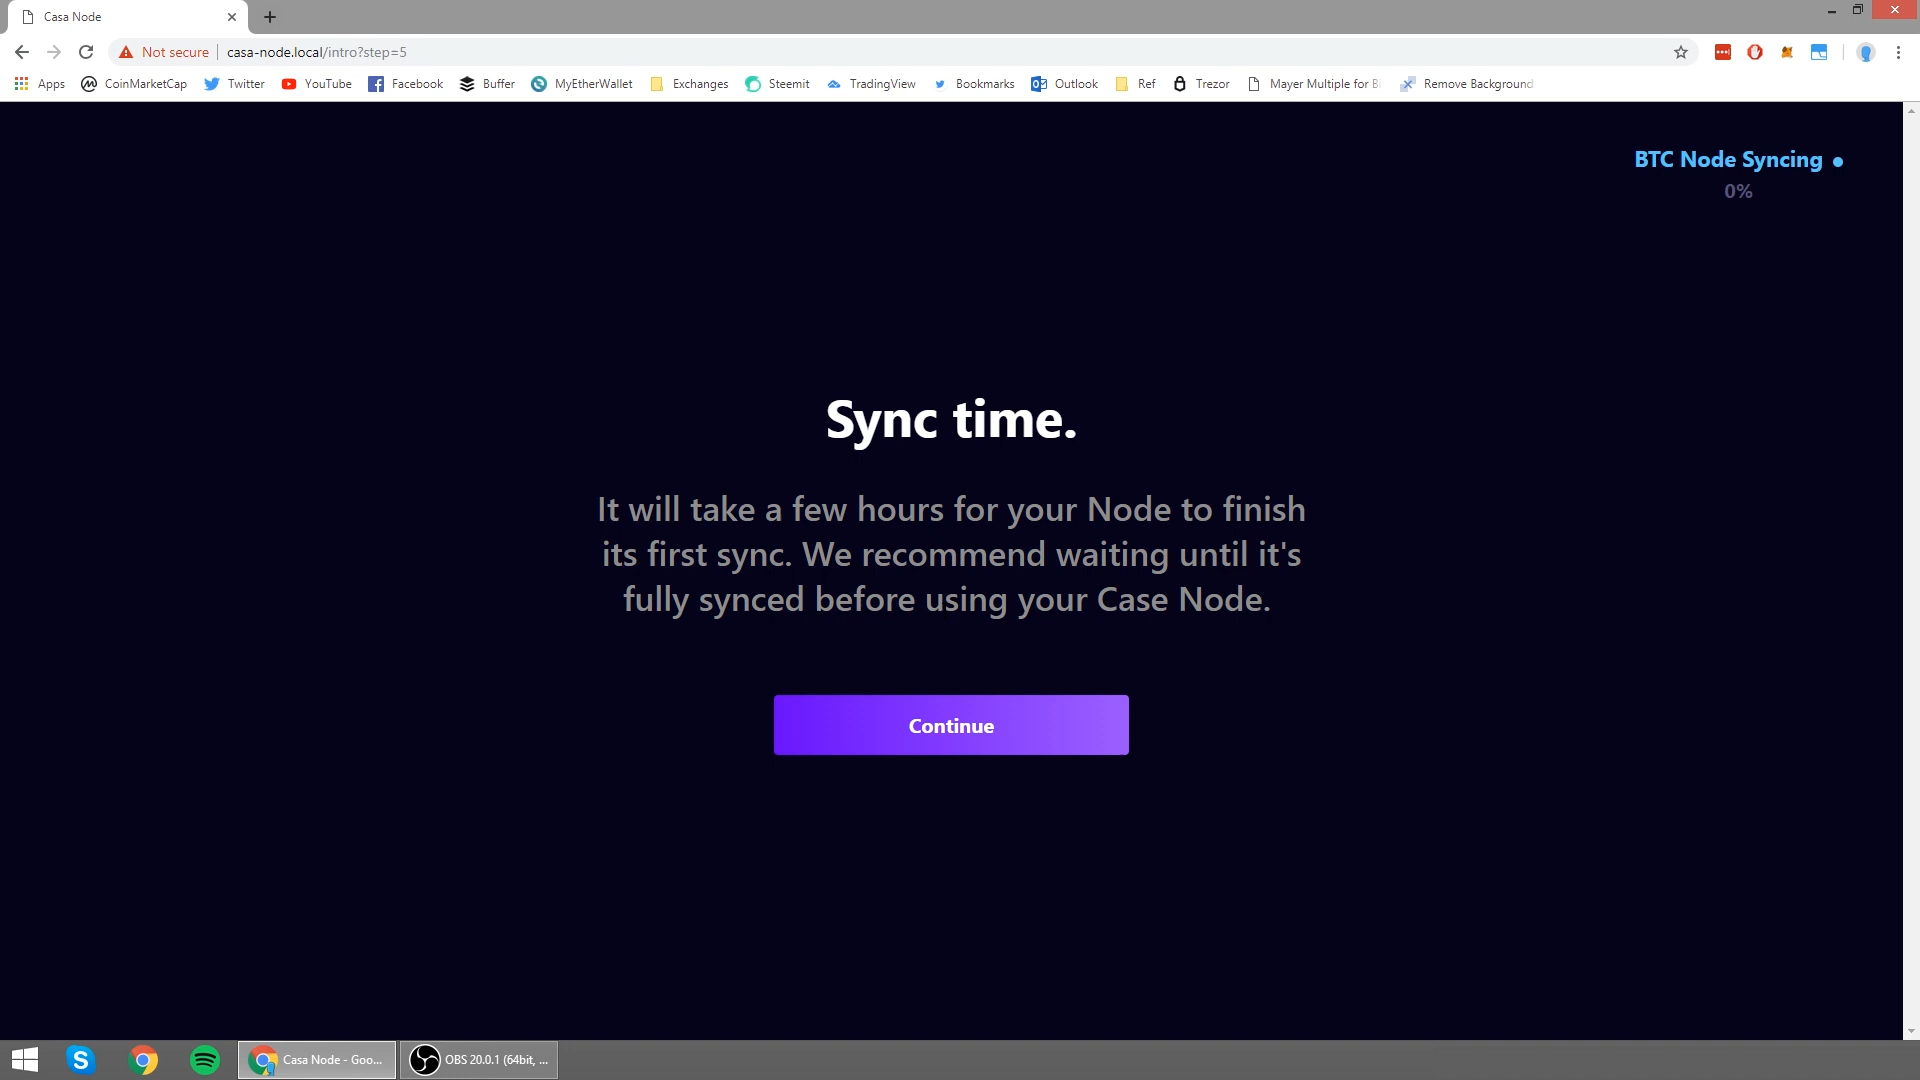 Casa Node
Not secure casa-node.local/intro?step=5
Apps CoinMarketCap Twitter YouTube Facebook Buffer MyEtherWallet Exchanges Steemit TradingView Bookmarks Outlook Ref Trezor Mayer Multiple for Bi Remove Background
BTC Node Syncing
0%
Sync time.
It will take a few hours for your Node to finish
its first sync. We recommend waiting until it's
fully synced before using your Case Node.
Continue
Casa Node - Goo... OBS 20.0.1 (64bit, ...